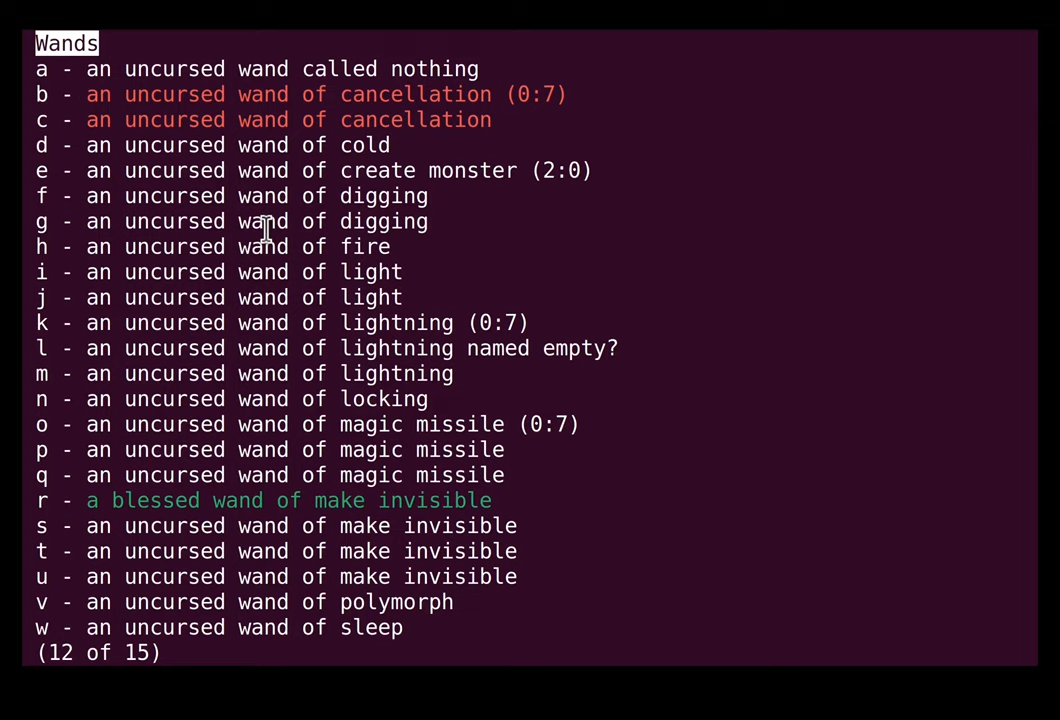 Wands
a - an uncursed wand called nothing
b - an uncursed wand of cancellation (0:7)
c - an uncursed wand of cancellation
d - an uncursed wand of cold
e - an uncursed wand of create monster (2:0)
f - an uncursed wand of digging
g - an uncursed wand of digging
h - an uncursed wand of fire
i - an uncursed wand of light
j - an uncursed wand of light
k - an uncursed wand of lightning (0:7)
l - an uncursed wand of lightning named empty?
m - an uncursed wand of lightning
n - an uncursed wand of locking
o - an uncursed wand of magic missile (0:7)
p - an uncursed wand of magic missile
q - an uncursed wand of magic missile
r - a blessed wand of make invisible
s - an uncursed wand of make invisible
t - an uncursed wand of make invisible
u - an uncursed wand of make invisible
v - an uncursed wand of polymorph
w - an uncursed wand of sleep
(12 of 15)